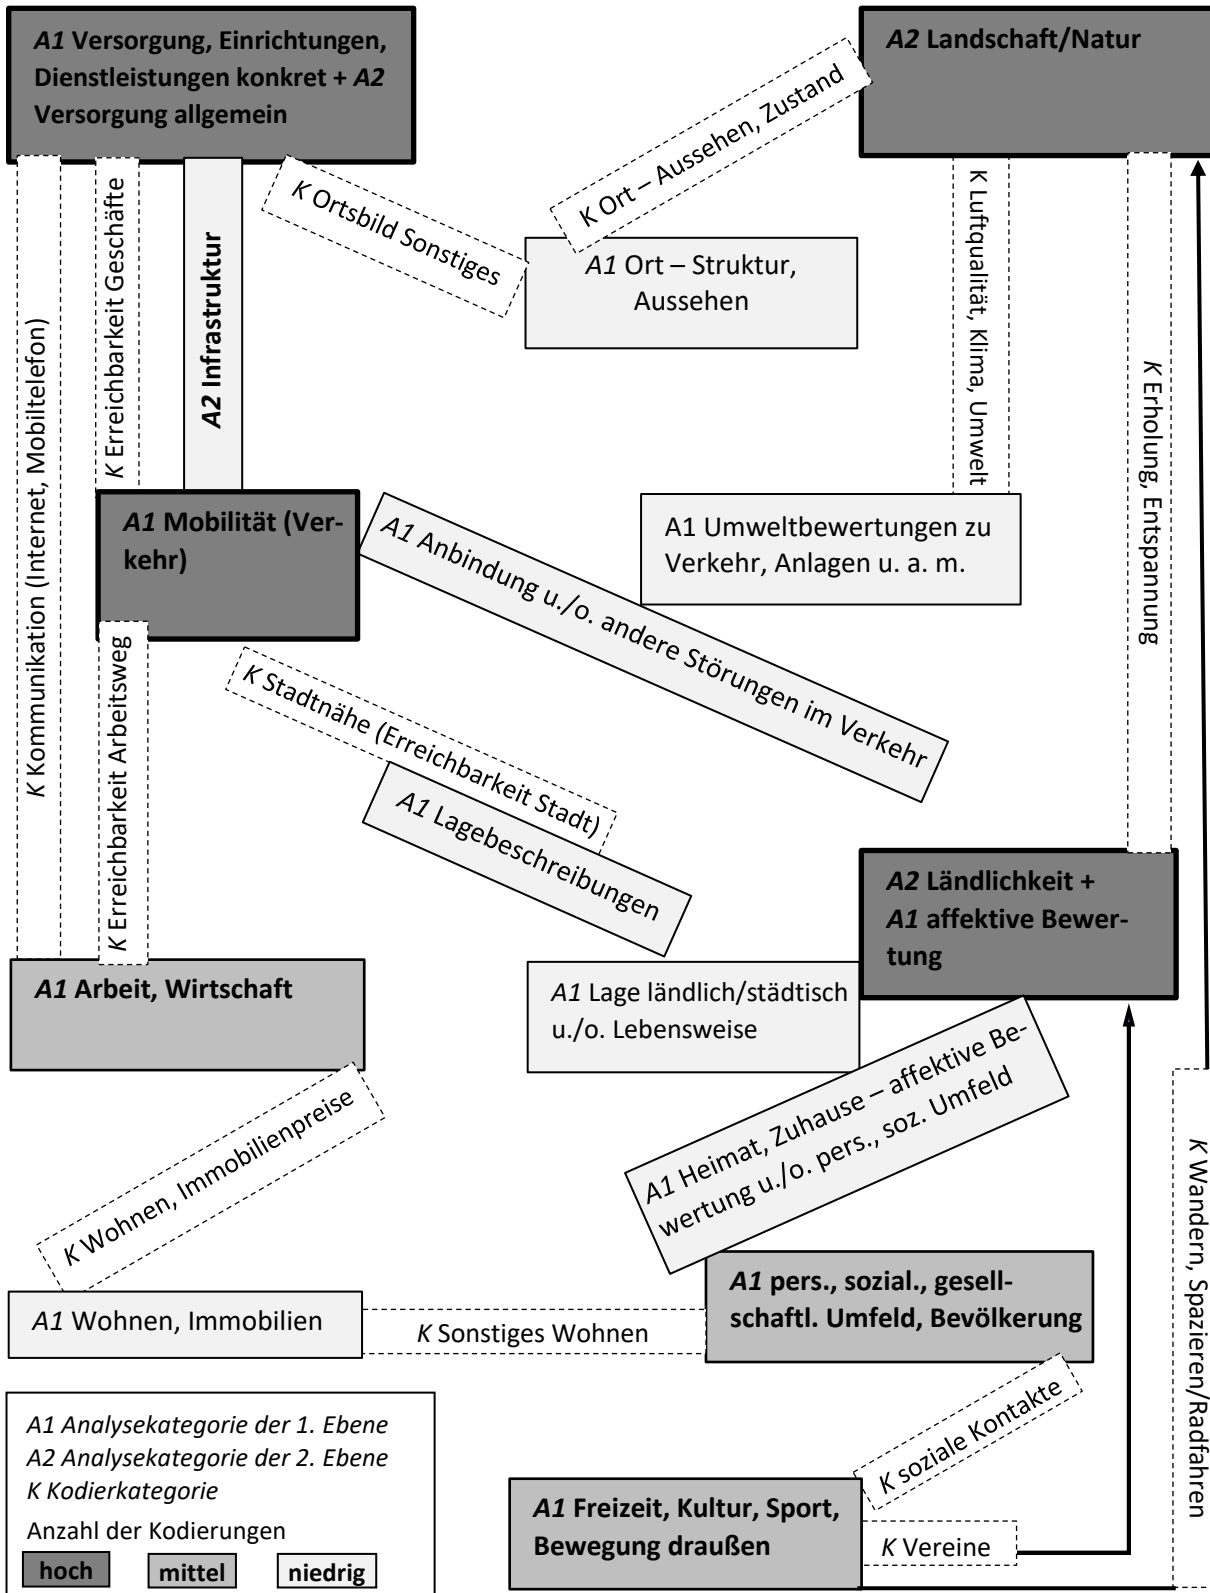 A1 Versorgung, Einrichtungen,
Dienstleistungen konkret + A2
Versorgung allgemein
A2 Landschaft/Natur
K Ortsbild Sonstiges
K Ort – Aussehen, Zustand
A1 Ort – Struktur,
Aussehen
K Kommunikation (Internet, Mobiltelefon)
K Erreichbarkeit Geschäfte
A2 Infrastruktur
K Luftqualität, Klima, Umwelt
K Erholung, Entspannung
A1 Mobilität (Ver-
kehr)
A1 Anbindung u./o. andere Störungen im Verkehr
A1 Umweltbewertungen zu
Verkehr, Anlagen u. a. m.
K Erreichbarkeit Arbeitsweg
K Stadtnähe (Erreichbarkeit Stadt)
A1 Lagebeschreibungen
A2 Ländlichkeit +
A1 affektive Bewer-
tung
A1 Arbeit, Wirtschaft
A1 Lage ländlich/städtisch
u./o. Lebensweise
A1 Heimat, Zuhause – affektive Be-
wertung u./o. pers., soz. Umfeld
K Wohnen, Immobilienpreise
K Wandern, Spazieren/Radfahren
A1 Wohnen, Immobilien
K Sonstiges Wohnen
A1 pers., sozial., gesell-
schaftl. Umfeld, Bevölkerung
K soziale Kontakte
A1 Freizeit, Kultur, Sport,
Bewegung draußen
K Vereine
A1 Analysekategorie der 1. Ebene
A2 Analysekategorie der 2. Ebene
K Kodierkategorie
Anzahl der Kodierungen
hoch mittel niedrig